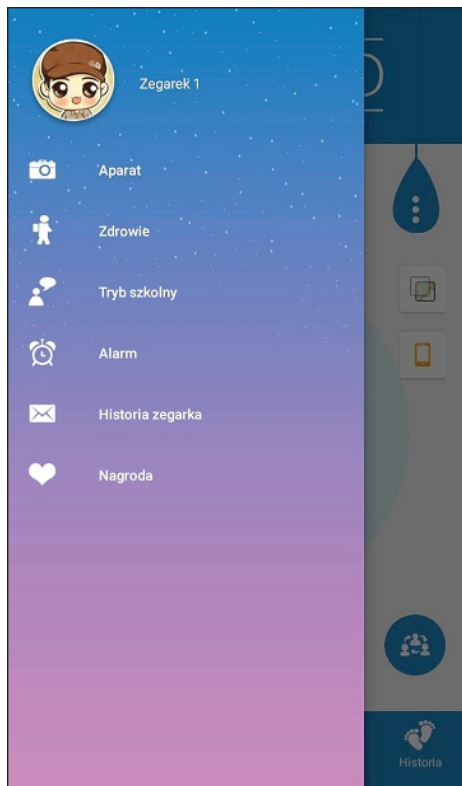 Zegarek 1
Aparat
Zdrowie
Tryb szkolny
Alarm
Historia zegarka
Nagroda
Historia